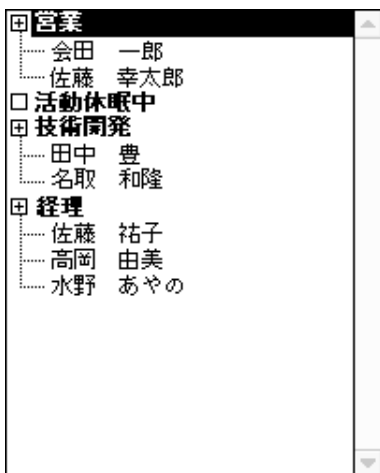 営業
会田 一郎
佐藤 幸太郎
活動休眠中
技術開発
田中 豊
名取 和隆
経理
佐藤 祐子
高岡 由美
水野 あやの